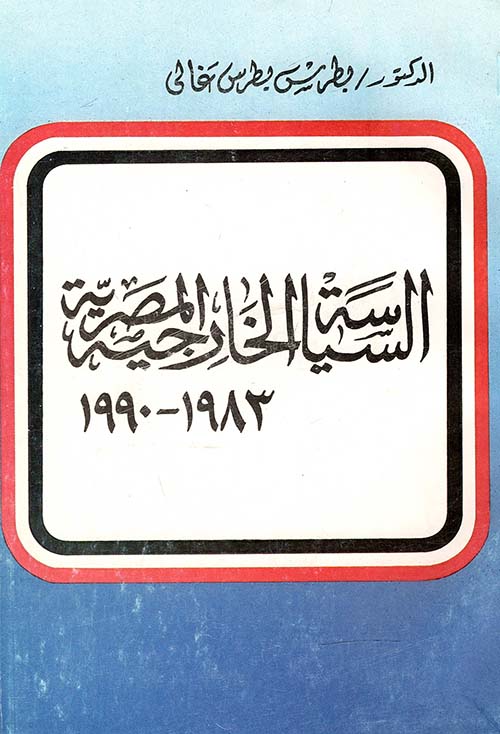 الدكتور/ بطرس بطرس غالي
السياسة الخارجية المصرية
١٩٨٣-١٩٩٠